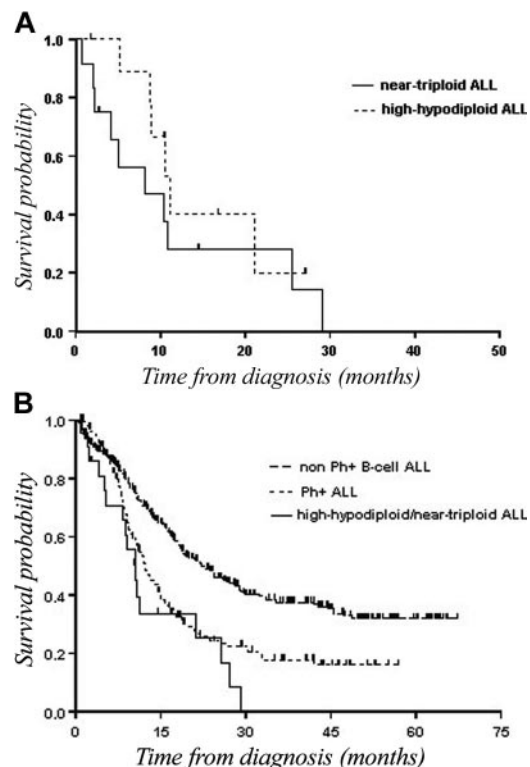 A
1.0
0.8
0.6
0.4
0.2
0.0
Survival probability
near-triploid ALL
high-hypodiploid ALL
0 10 20 30 40 50
Time from diagnosis (months)
B
1.0
0.8
0.6
0.4
0.2
0.0
Survival probability
non Ph+ B-cell ALL
Ph+ ALL
high-hypodiploid/near-triploid ALL
0 15 30 45 60 75
Time from diagnosis (months)